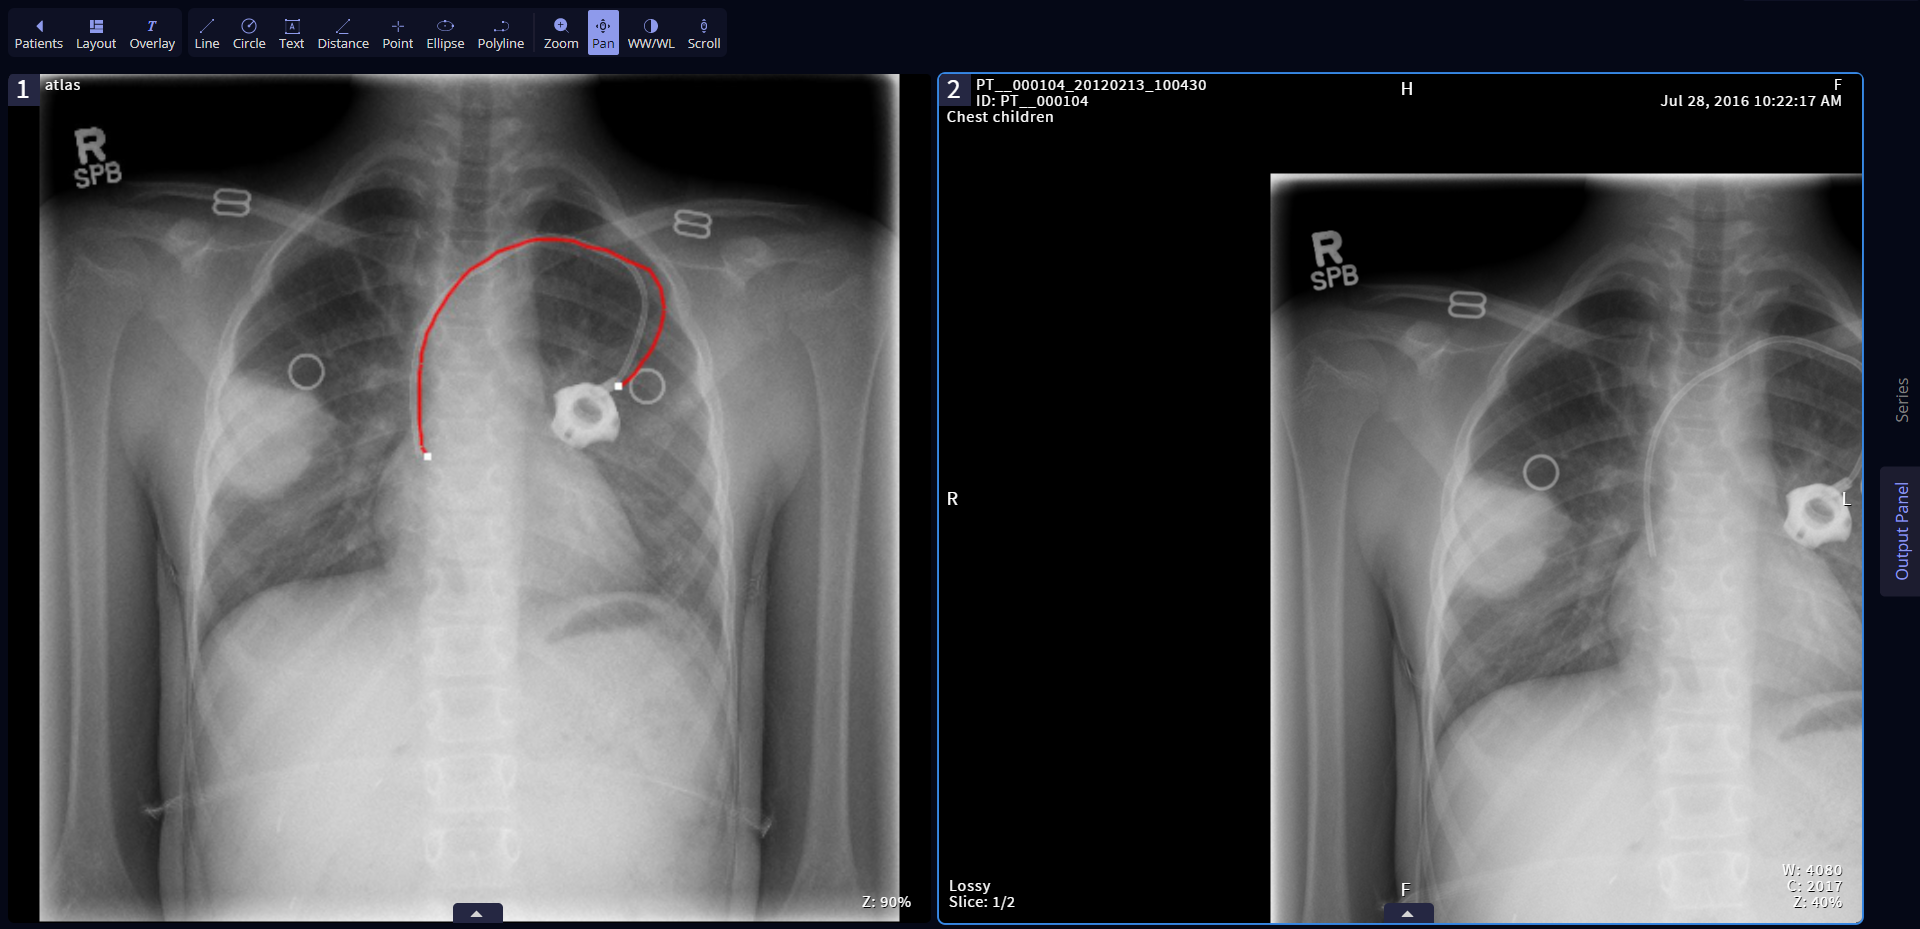 Patients Layout Overlay Line Circle Text Distance Point Ellipse Polyline Zoom Pan WW/WL Scroll
1
atlas
R
SPB
Z: 90%
2
PT__000104_20120213_100430
ID: PT__000104
Chest children
H
F
Jul 28, 2016 10:22:17 AM
R
SPB
R
L
Lossy
Slice: 1/2
F
W: 4080
C: 2017
Z: 40%
Series
Output Panel